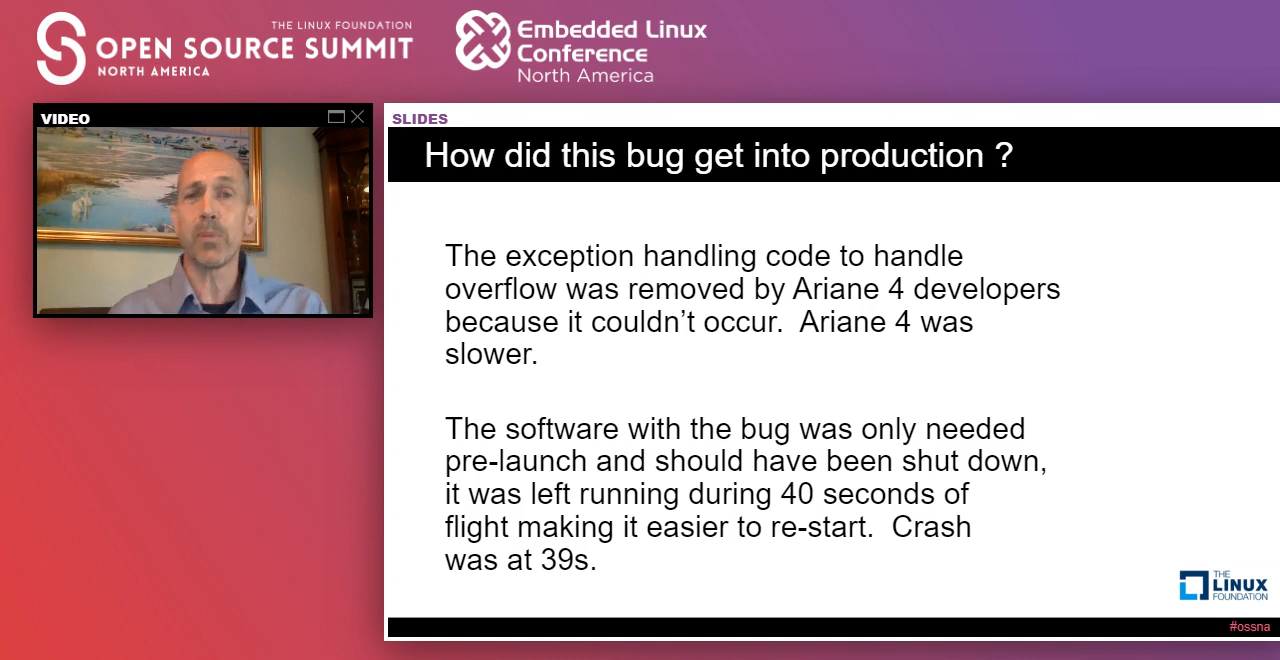 THE LINUX FOUNDATION
OPEN SOURCE SUMMIT
NORTH AMERICA
Embedded Linux
Conference
North America
VIDEO
SLIDES
How did this bug get into production ?
The exception handling code to handle
overflow was removed by Ariane 4 developers
because it couldn’t occur.  Ariane 4 was
slower.
The software with the bug was only needed
pre-launch and should have been shut down,
it was left running during 40 seconds of
flight making it easier to re-start.  Crash
was at 39s.
THE
LINUX
FOUNDATION
#ossna